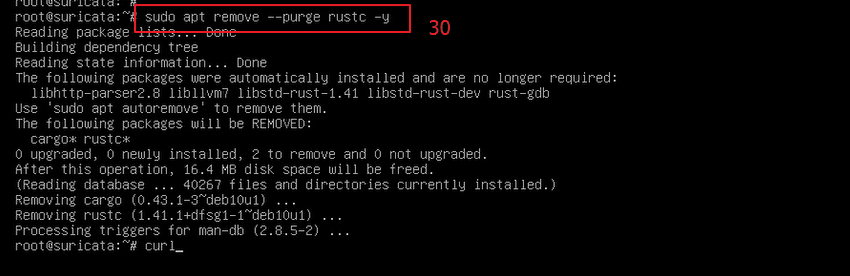 root@suricata:~#
root@suricata:~# sudo apt remove --purge rustc -y
30
Reading package lists... Done
Building dependency tree
Reading state information... Done
The following packages were automatically installed and are no longer required:
libhttp-parser2.8 libllvm7 libstd-rust-1.41 libstd-rust-dev rust-gdb
Use 'sudo apt autoremove' to remove them.
The following packages will be REMOVED:
cargo* rustc*
0 upgraded, 0 newly installed, 2 to remove and 0 not upgraded.
After this operation, 16.4 MB disk space will be freed.
(Reading database ... 40267 files and directories currently installed.)
Removing cargo (0.43.1-3~deb10u1) ...
Removing rustc (1.41.1+dfsg1-1~deb10u1) ...
Processing triggers for man-db (2.8.5-2) ...
root@suricata:~# curl_